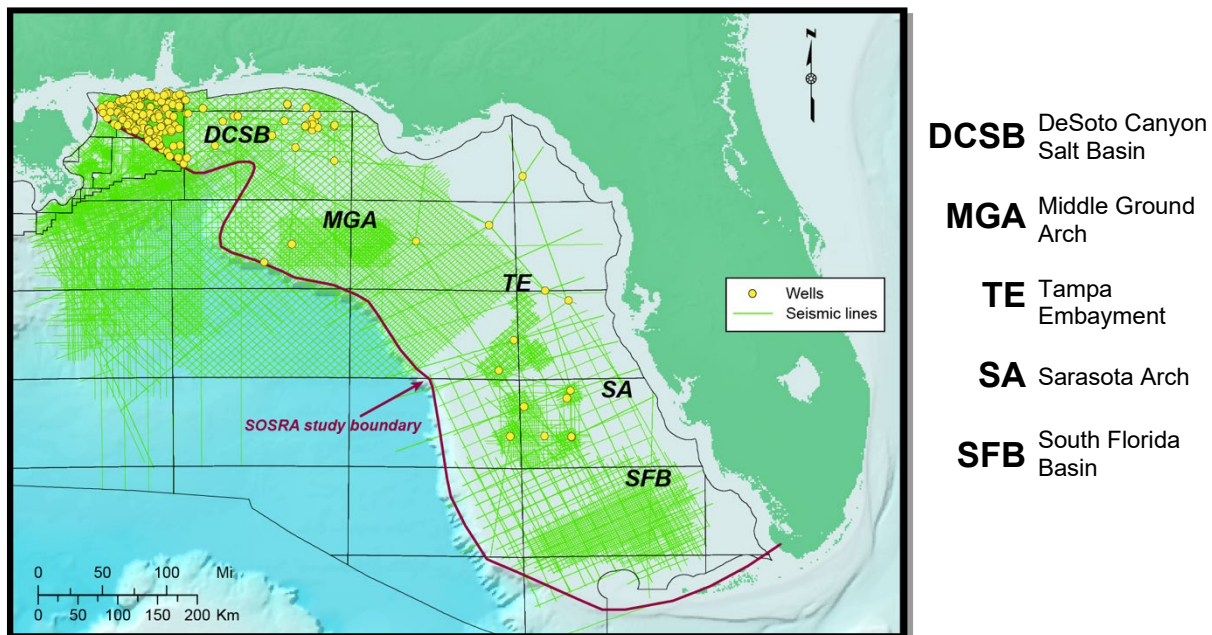 N
DCSB
MGA
TE
Wells
Seismic lines
SA
SOSRA study boundary
SFB
0 50 100 Mi
0 50 100 150 200 Km
DCSB DeSoto Canyon
Salt Basin
MGA Middle Ground
Arch
TE Tampa
Embayment
SA Sarasota Arch
SFB South Florida
Basin